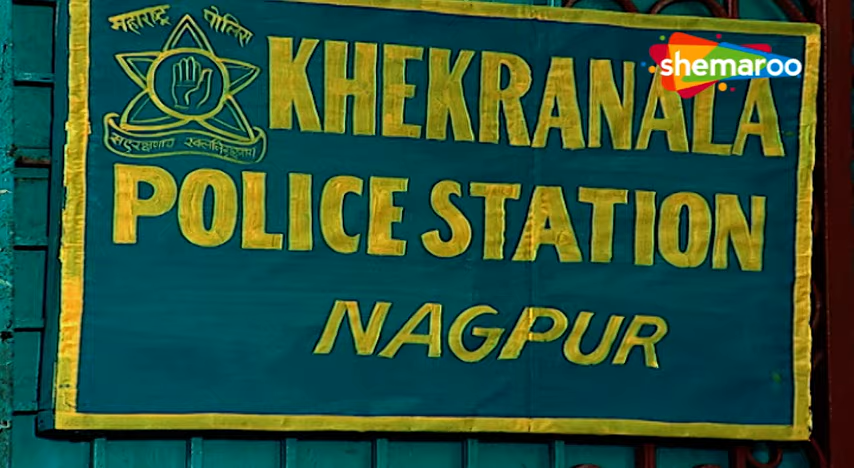 महाराष्ट्र पोलिस
shemaroo
KHEKRANALA
सद्रक्षणाय खलनिग्रहणाय
POLICE STATION
NAGPUR